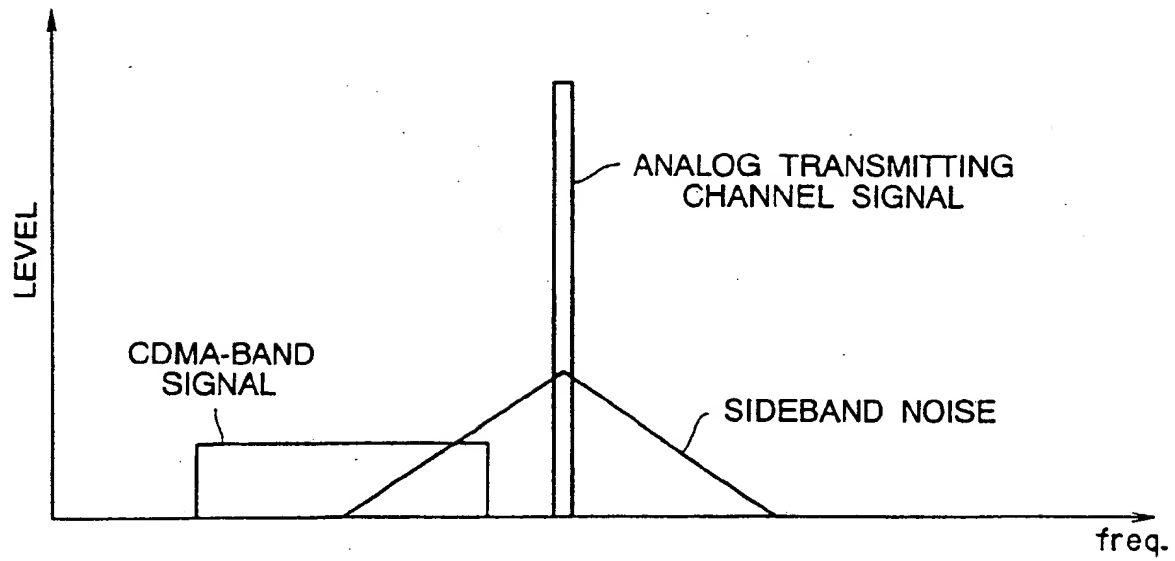 ANALOG TRANSMITTING
CHANNEL SIGNAL
LEVEL
CDMA-BAND
SIGNAL
SIDEBAND NOISE
freq.